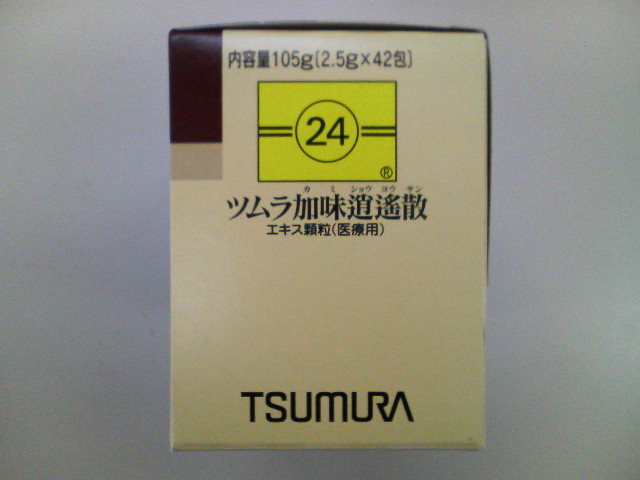 内容量105g〔2.5g×42包〕
24
®
カ ミ ショウ ヨウ サン
ツムラ加味逍遙散
エキス顆粒(医療用)
TSUMURA